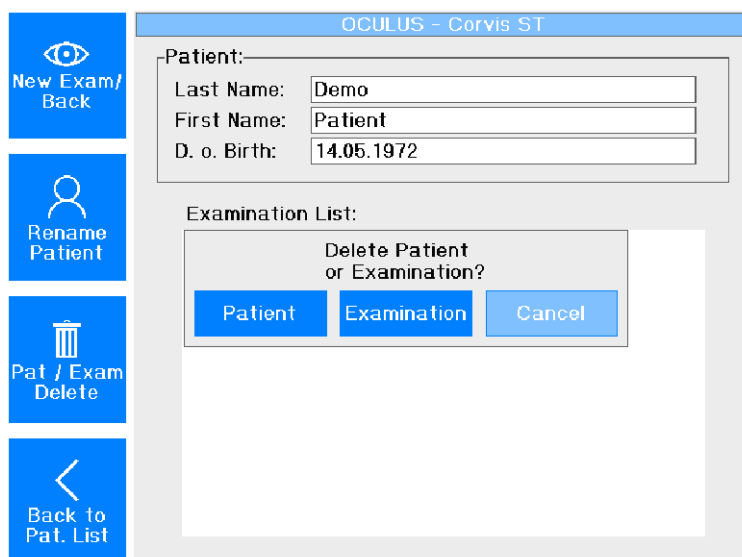 OCULUS - Corvis ST
New Exam/
Back
Rename
Patient
Pat / Exam
Delete
Back to
Pat. List
Patient:
Last Name: Demo
First Name: Patient
D. o. Birth: 14.05.1972
Examination List:
Delete Patient
or Examination?
Patient Examination Cancel